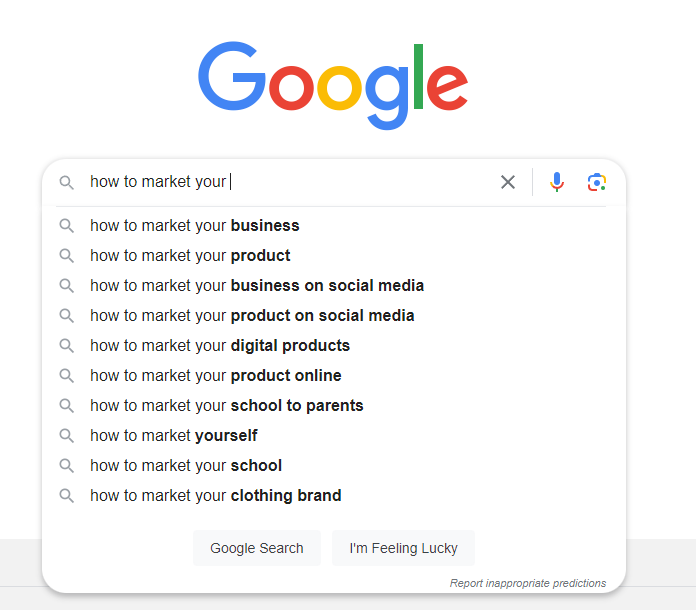 Google
how to market your
how to market your business
how to market your product
how to market your business on social media
how to market your product on social media
how to market your digital products
how to market your product online
how to market your school to parents
how to market yourself
how to market your school
how to market your clothing brand
Google Search I'm Feeling Lucky
Report inappropriate predictions